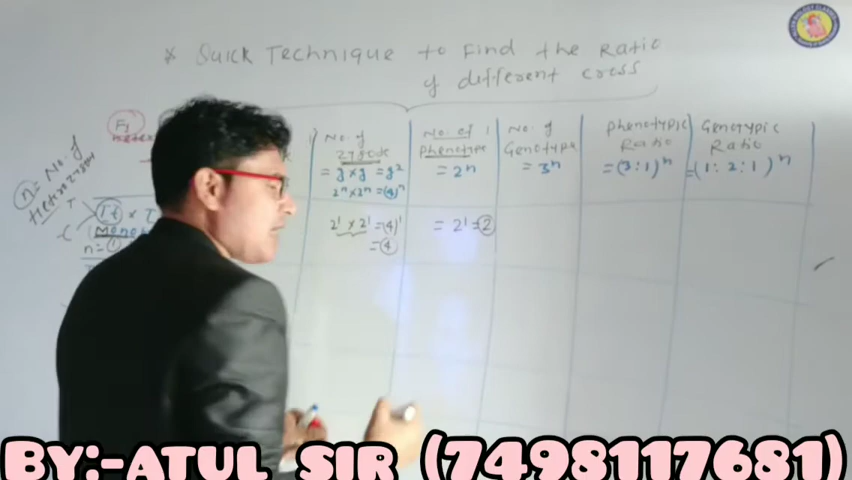 * Quick Technique to Find the Ratio
of different cross
F1
n = No. of
No. of
zygote
= g x g = g²
2ⁿ x 2ⁿ = (4)ⁿ
No. of
Phenotype
= 2ⁿ
No. of
Genotype
= 3ⁿ
Phenotypic
Ratio
= (3:1)ⁿ
Genotypic
Ratio
= (1:2:1)ⁿ
Tt x T
n = 1
2¹ x 2¹ = (4)¹
= 4
= 2¹ = 2
BY:-ATUL SIR (7498117681)